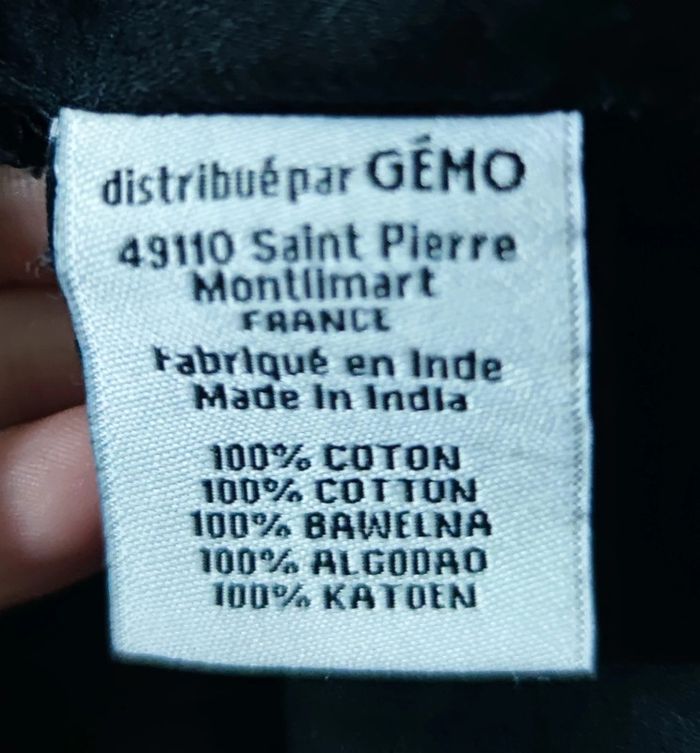 distribué par GÉMO
49110 Saint Pierre
Montlimart
FRANCE
Fabriqué en Inde
Made in India
100% COTON
100% COTTON
100% BAWELNA
100% ALGODAO
100% KATOEN